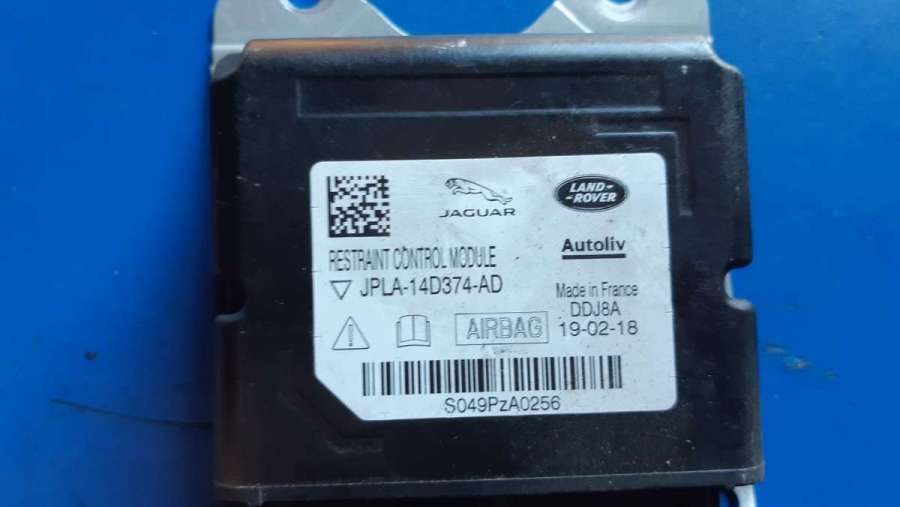 JAGUAR
LAND-
-ROVER
Autoliv
RESTRAINT CONTROL MODULE
JPLA-14D374-AD
Made in France
DDJ8A
AIRBAG
19-02-18
S049PzA0256